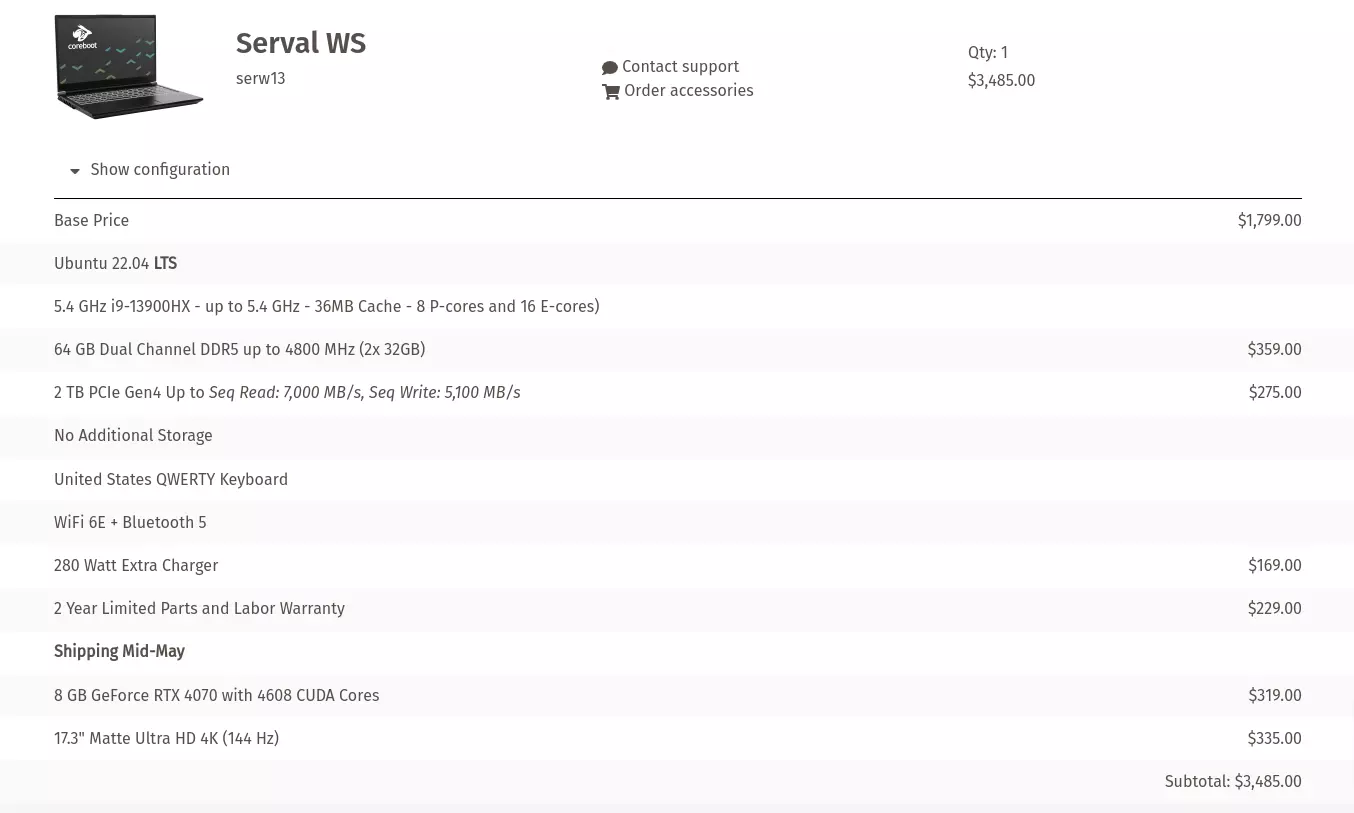 coreboot
Serval WS
serw13
Contact support
Order accessories
Qty: 1
$3,485.00
Show configuration
Base Price $1,799.00
Ubuntu 22.04 LTS
5.4 GHz i9-13900HX - up to 5.4 GHz - 36MB Cache - 8 P-cores and 16 E-cores)
64 GB Dual Channel DDR5 up to 4800 MHz (2x 32GB) $359.00
2 TB PCIe Gen4 Up to Seq Read: 7,000 MB/s, Seq Write: 5,100 MB/s $275.00
No Additional Storage
United States QWERTY Keyboard
WiFi 6E + Bluetooth 5
280 Watt Extra Charger $169.00
2 Year Limited Parts and Labor Warranty $229.00
Shipping Mid-May
8 GB GeForce RTX 4070 with 4608 CUDA Cores $319.00
17.3" Matte Ultra HD 4K (144 Hz) $335.00
Subtotal: $3,485.00